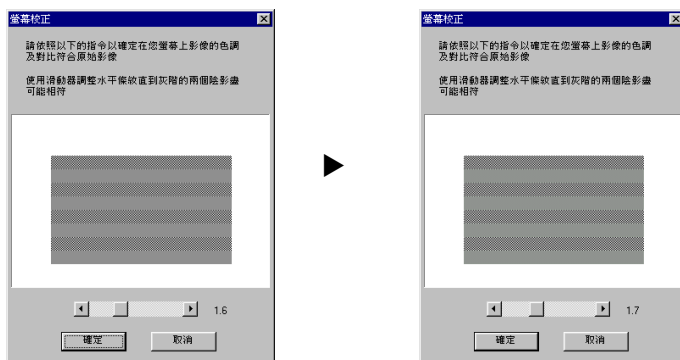 螢幕校正
請依照以下的指令以確定在您螢幕上影像的色調
及對比符合原始影像
使用滑動器調整水平條紋直到灰階的兩個陰影盡
可能相符
1.6
確定
取消
螢幕校正
請依照以下的指令以確定在您螢幕上影像的色調
及對比符合原始影像
使用滑動器調整水平條紋直到灰階的兩個陰影盡
可能相符
1.7
確定
取消